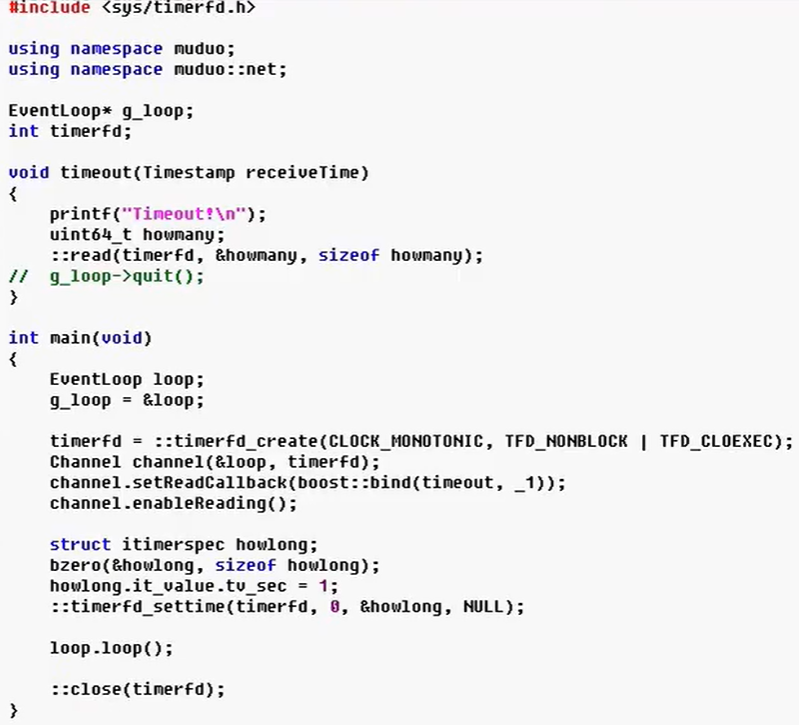 #include <sys/timerfd.h>

using namespace muduo;
using namespace muduo::net;

EventLoop* g_loop;
int timerfd;

void timeout(Timestamp receiveTime)
{
    printf("Timeout!\n");
    uint64_t howmany;
    ::read(timerfd, &howmany, sizeof howmany);
//  g_loop->quit();
}

int main(void)
{
    EventLoop loop;
    g_loop = &loop;

    timerfd = ::timerfd_create(CLOCK_MONOTONIC, TFD_NONBLOCK | TFD_CLOEXEC);
    Channel channel(&loop, timerfd);
    channel.setReadCallback(boost::bind(timeout, _1));
    channel.enableReading();

    struct itimerspec howlong;
    bzero(&howlong, sizeof howlong);
    howlong.it_value.tv_sec = 1;
    ::timerfd_settime(timerfd, 0, &howlong, NULL);

    loop.loop();

    ::close(timerfd);
}